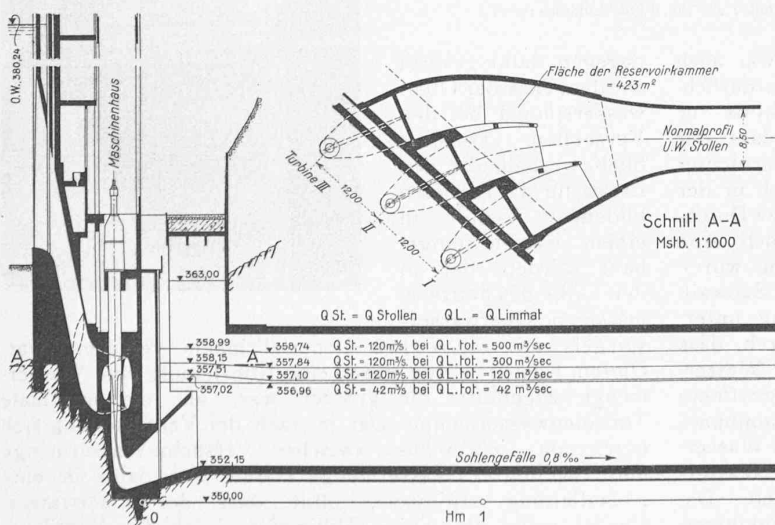 O.W. 380,24
Maschinenhaus
Fläche der Reservoirkammer
= 423 m²
Normalprofil
U.W. Stollen
8,50
Turbine III
12,00
II
12,00
I
Schnitt A-A
Mstb. 1:1000
363,00
Q St. = Q Stollen Q L. = Q Limmat
358,99 358,74 Q St. = 120 m³/s. bei Q L. tot. = 500 m³/sec
A 358,15 A 357,84 Q St. = 120 m³/s. bei Q L. tot. = 300 m³/sec
357,51 357,10 Q St. = 120 m³/s. bei Q L. tot. = 120 m³/sec
357,02 356,96 Q St. = 42 m³/s. bei Q L. tot. = 42 m³/sec
352,15
Sohlengefälle 0,8‰
350,00
0 Hm 1